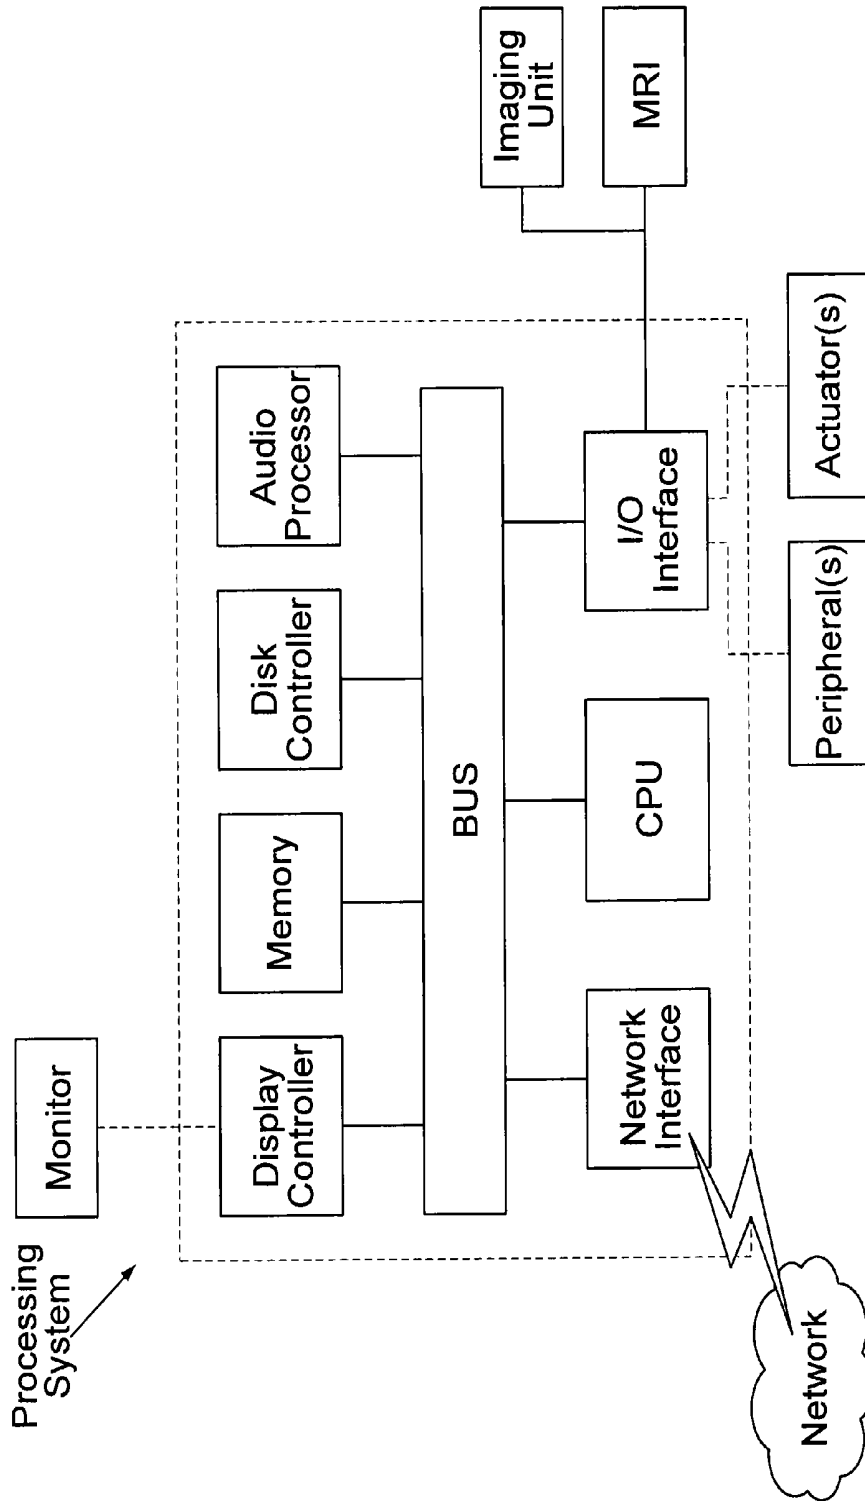 Processing
System
Monitor
Display
Controller
Memory
Disk
Controller
Audio
Processor
BUS
Network
Interface
CPU
I/O
Interface
Imaging
Unit
MRI
Network
Peripheral(s)
Actuator(s)